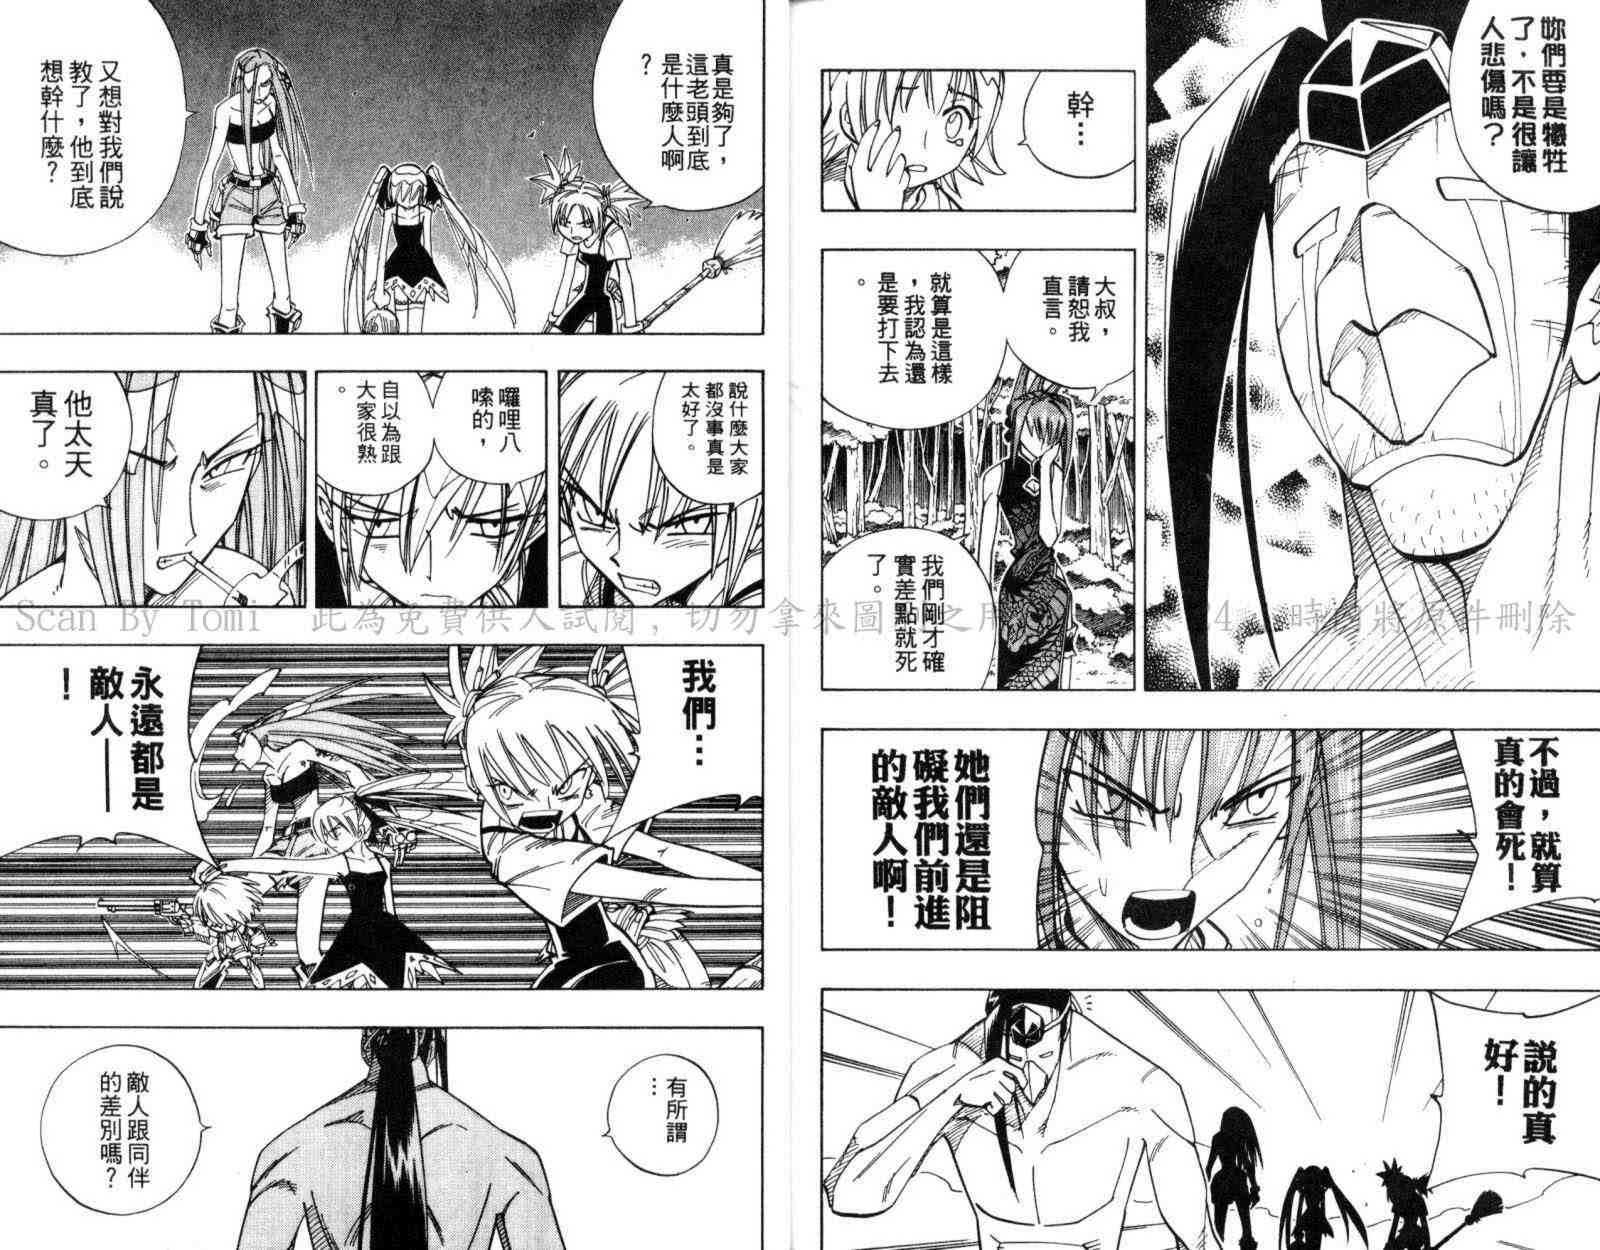 妳們要是犧牲
了，不是很讓
人悲傷嗎？
幹…
大叔，
請恕我
直言。
就算是這樣
，我認為還
是要打下去
。
我們剛才確
實差點就死
了。
不過，就算
真的會死！
她們還是阻
礙我們前進
的敵人啊！
說的真
好！
真是夠了，
這老頭到底
是什麼人啊
？
又想對我們說
教了，他到底
想幹什麼？
說什麼大家
都沒事真是
太好了。
囉哩八
嗦的，
自以為跟
大家很熟
。
他太天
真了。
我們…
永遠都是
敵人——
！
有所謂
…
敵人跟同伴
的差別嗎？
Scan By Tomi 此為免費供人試閱，切勿拿來圖 之用 24 時 將原件刪除